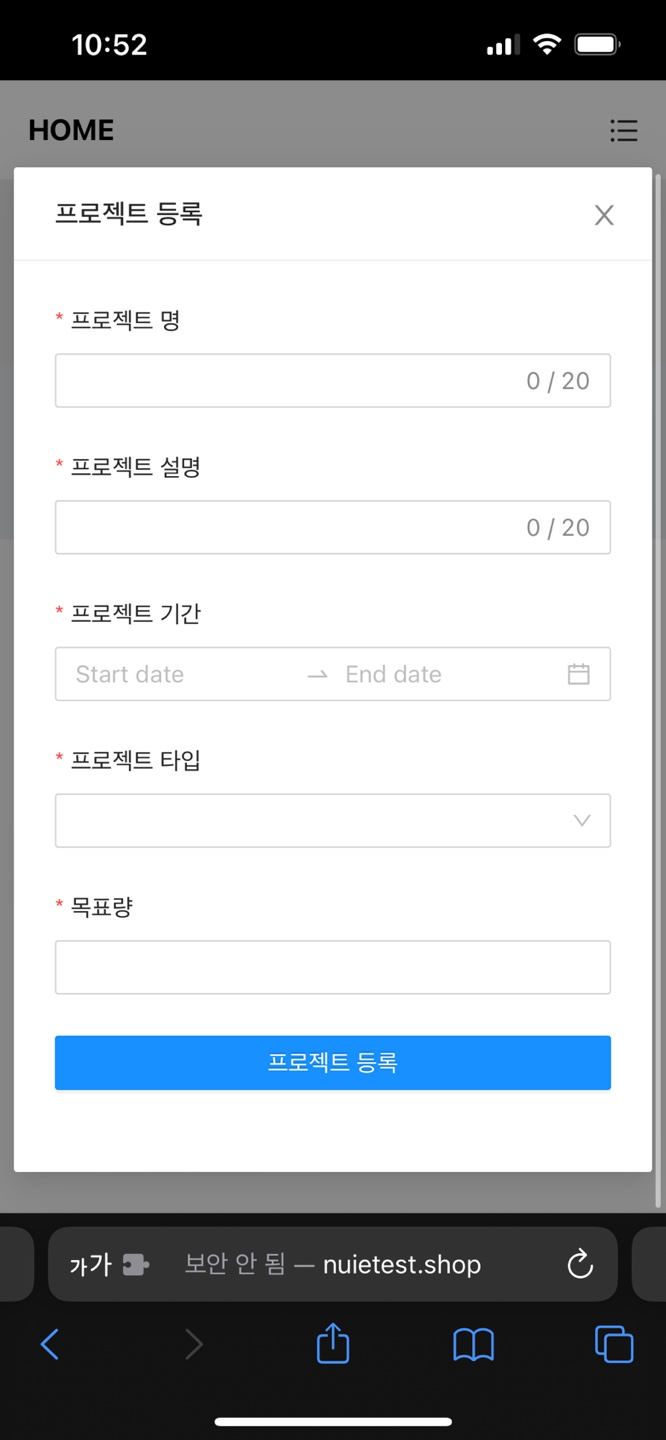 10:52
HOME
프로젝트 등록
* 프로젝트 명
0 / 20
* 프로젝트 설명
0 / 20
* 프로젝트 기간
Start date → End date
* 프로젝트 타입
* 목표량
프로젝트 등록
가가 보안 안 됨 — nuietest.shop